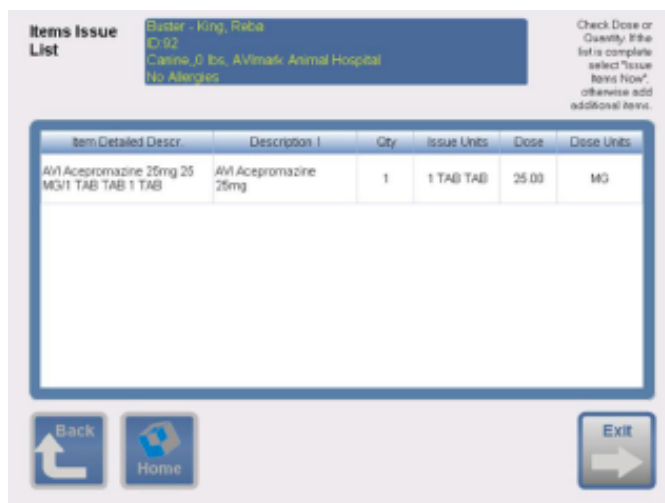 Items Issue
List
Buster - King, Reba
ID:92
Canine,,0 lbs, AVImark Animal Hospital
No Allergies
Check Dose or
Quantity. If the
list is complete
select "Issue
Items Now",
otherwise add
additional items.
Item Detailed Descr. Description 1 Qty Issue Units Dose Dose Units
AVI Acepromazine 25mg 25 AVI Acepromazine 1 1 TAB TAB 25.00 MG
MG/1 TAB TAB 1 TAB 25mg
Back
Home
Exit